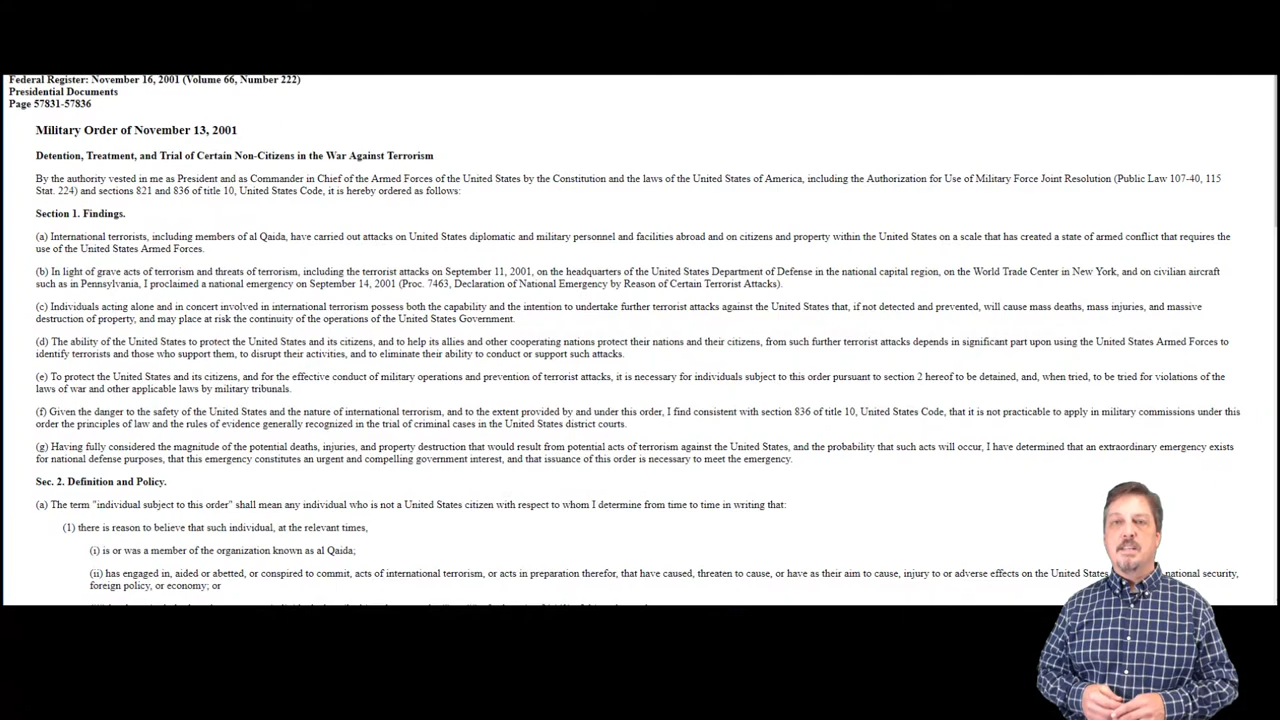 Federal Register: November 16, 2001 (Volume 66, Number 222)
Presidential Documents
Page 57831-57836
Military Order of November 13, 2001
Detention, Treatment, and Trial of Certain Non-Citizens in the War Against Terrorism
By the authority vested in me as President and as Commander in Chief of the Armed Forces of the United States by the Constitution and the laws of the United States of America, including the Authorization for Use of Military Force Joint Resolution (Public Law 107-40, 115
Stat. 224) and sections 821 and 836 of title 10, United States Code, it is hereby ordered as follows:
Section 1. Findings.
(a) International terrorists, including members of al Qaida, have carried out attacks on United States diplomatic and military personnel and facilities abroad and on citizens and property within the United States on a scale that has created a state of armed conflict that requires the
use of the United States Armed Forces.
(b) In light of grave acts of terrorism and threats of terrorism, including the terrorist attacks on September 11, 2001, on the headquarters of the United States Department of Defense in the national capital region, on the World Trade Center in New York, and on civilian aircraft
such as in Pennsylvania, I proclaimed a national emergency on September 14, 2001 (Proc. 7463, Declaration of National Emergency by Reason of Certain Terrorist Attacks).
(c) Individuals acting alone and in concert involved in international terrorism possess both the capability and the intention to undertake further terrorist attacks against the United States that, if not detected and prevented, will cause mass deaths, mass injuries, and massive
destruction of property, and may place at risk the continuity of the operations of the United States Government.
(d) The ability of the United States to protect the United States and its citizens, and to help its allies and other cooperating nations protect their nations and their citizens, from such further terrorist attacks depends in significant part upon using the United States Armed Forces to
identify terrorists and those who support them, to disrupt their activities, and to eliminate their ability to conduct or support such attacks.
(e) To protect the United States and its citizens, and for the effective conduct of military operations and prevention of terrorist attacks, it is necessary for individuals subject to this order pursuant to section 2 hereof to be detained, and, when tried, to be tried for violations of the
laws of war and other applicable laws by military tribunals.
(f) Given the danger to the safety of the United States and the nature of international terrorism, and to the extent provided by and under this order, I find consistent with section 836 of title 10, United States Code, that it is not practicable to apply in military commissions under this
order the principles of law and the rules of evidence generally recognized in the trial of criminal cases in the United States district courts.
(g) Having fully considered the magnitude of the potential deaths, injuries, and property destruction that would result from potential acts of terrorism against the United States, and the probability that such acts will occur, I have determined that an extraordinary emergency exists
for national defense purposes, that this emergency constitutes an urgent and compelling government interest, and that issuance of this order is necessary to meet the emergency.
Sec. 2. Definition and Policy.
(a) The term "individual subject to this order" shall mean any individual who is not a United States citizen with respect to whom I determine from time to time in writing that:
(1) there is reason to believe that such individual, at the relevant times,
(i) is or was a member of the organization known as al Qaida;
(ii) has engaged in, aided or abetted, or conspired to commit, acts of international terrorism, or acts in preparation therefor, that have caused, threaten to cause, or have as their aim to cause, injury to or adverse effects on the United States national security,
foreign policy, or economy; or